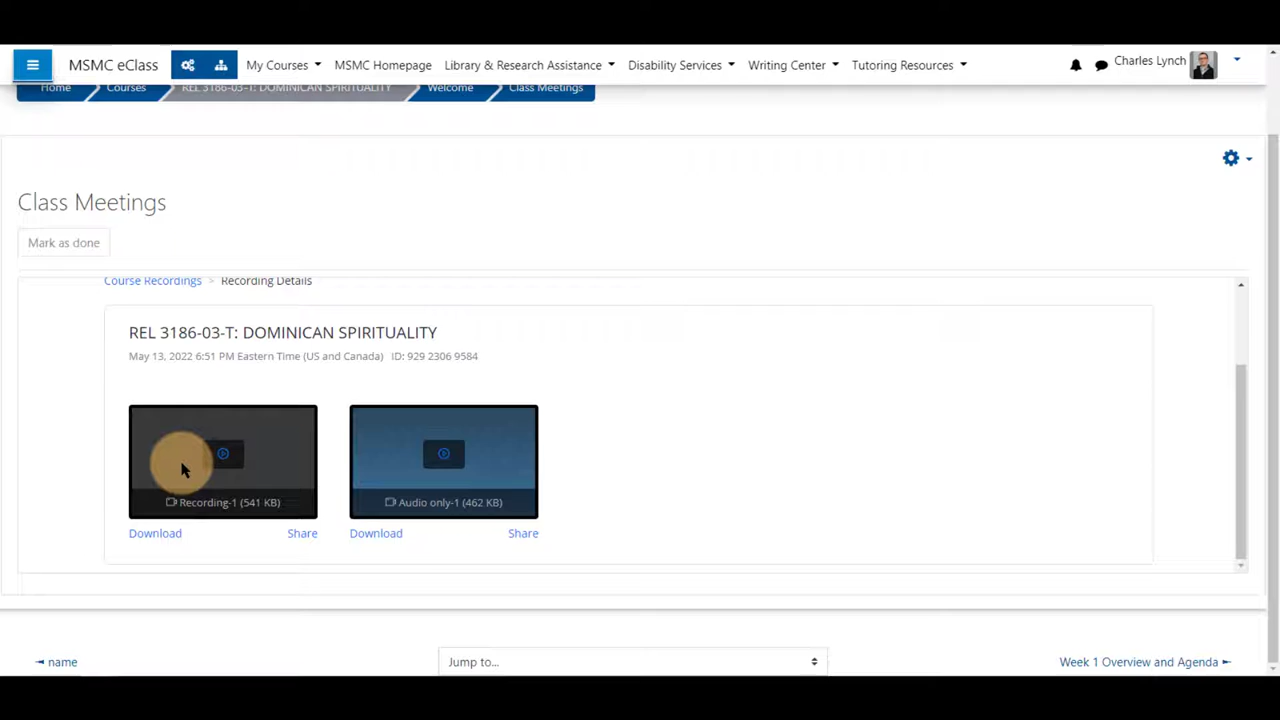 MSMC eClass My Courses MSMC Homepage Library & Research Assistance Disability Services Writing Center Tutoring Resources Charles Lynch
Home Courses REL 3186-03-T: DOMINICAN SPIRITUALITY Welcome Class Meetings
Class Meetings
Mark as done
Course Recordings > Recording Details
REL 3186-03-T: DOMINICAN SPIRITUALITY
May 13, 2022 6:51 PM Eastern Time (US and Canada) ID: 929 2306 9584
Recording-1 (541 KB) Audio only-1 (462 KB)
Download Share Download Share
◄ name Jump to... Week 1 Overview and Agenda ►